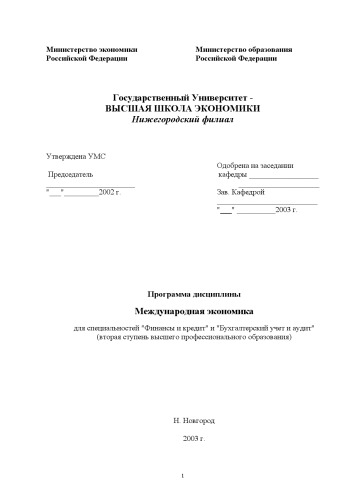 Министерство экономики Министерство образования
Российской Федерации Российской Федерации
Государственный Университет -
ВЫСШАЯ ШКОЛА ЭКОНОМИКИ
Нижегородский филиал
Утверждена УМС
Одобрена на заседании
Председатель кафедры ___________________
"___"__________2002 г. Зав. Кафедрой
"___" ___________2003 г.
Программа дисциплины
Международная экономика
для специальностей "Финансы и кредит" и "Бухгалтерский учет и аудит"
(вторая ступень высшего профессионального образования)
Н. Новгород
2003 г.
1